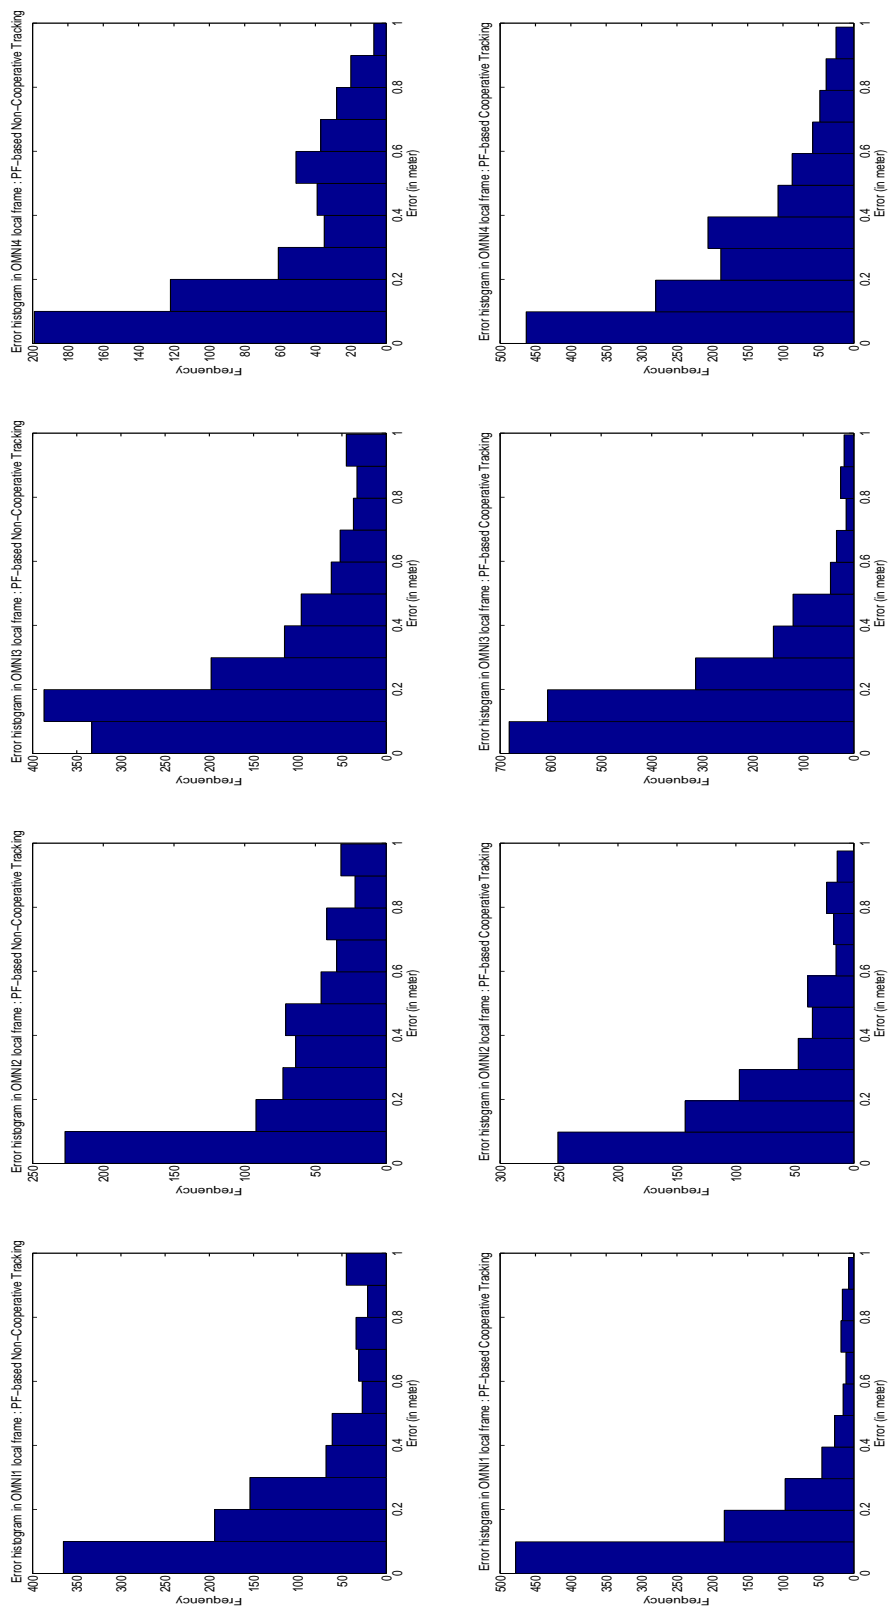 Error histogram in OMNI1 local frame : PF−based Non−Cooperative Tracking
400
350
300
250
200
150
100
50
0
Frequency
0 0.2 0.4 0.6 0.8 1
Error (in meter)
Error histogram in OMNI2 local frame : PF−based Non−Cooperative Tracking
250
200
150
100
50
0
Frequency
0 0.2 0.4 0.6 0.8 1
Error (in meter)
Error histogram in OMNI3 local frame : PF−based Non−Cooperative Tracking
400
350
300
250
200
150
100
50
0
Frequency
0 0.2 0.4 0.6 0.8 1
Error (in meter)
Error histogram in OMNI4 local frame : PF−based Non−Cooperative Tracking
200
180
160
140
120
100
80
60
40
20
0
Frequency
0 0.2 0.4 0.6 0.8 1
Error (in meter)
Error histogram in OMNI1 local frame : PF−based Cooperative Tracking
500
450
400
350
300
250
200
150
100
50
0
Frequency
0 0.2 0.4 0.6 0.8 1
Error (in meter)
Error histogram in OMNI2 local frame : PF−based Cooperative Tracking
300
250
200
150
100
50
0
Frequency
0 0.2 0.4 0.6 0.8 1
Error (in meter)
Error histogram in OMNI3 local frame : PF−based Cooperative Tracking
700
600
500
400
300
200
100
0
Frequency
0 0.2 0.4 0.6 0.8 1
Error (in meter)
Error histogram in OMNI4 local frame : PF−based Cooperative Tracking
500
450
400
350
300
250
200
150
100
50
0
Frequency
0 0.2 0.4 0.6 0.8 1
Error (in meter)